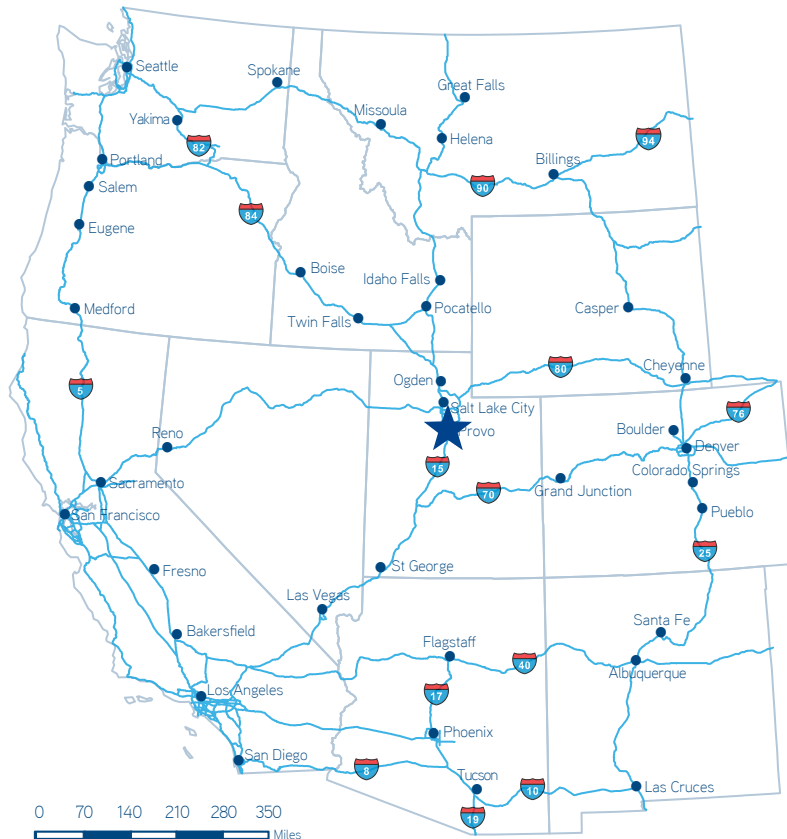 Seattle
Spokane
Great Falls
Missoula
Yakima
82
Helena
94
Portland
Billings
90
Salem
84
Eugene
Boise
Idaho Falls
Medford
Twin Falls
Pocatello
Casper
80
Cheyenne
5
Ogden
Salt Lake City
76
Provo
Boulder
Reno
Denver
15
Colorado Springs
Sacramento
70
Grand Junction
San Francisco
Pueblo
25
Fresno
St George
Las Vegas
Bakersfield
Santa Fe
Flagstaff
40
Albuquerque
Los Angeles
17
Phoenix
San Diego
8
Tucson
10
Las Cruces
19
0 70 140 210 280 350
Miles